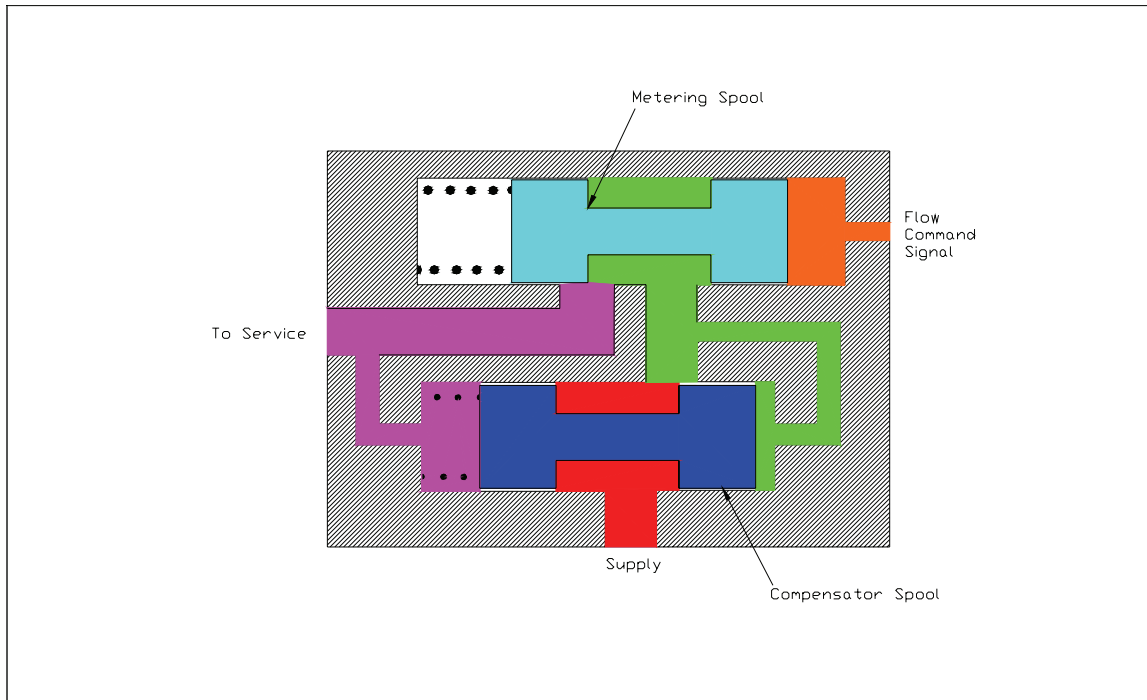 Metering Spool
Flow
Command
Signal
To Service
Supply
Compensator Spool